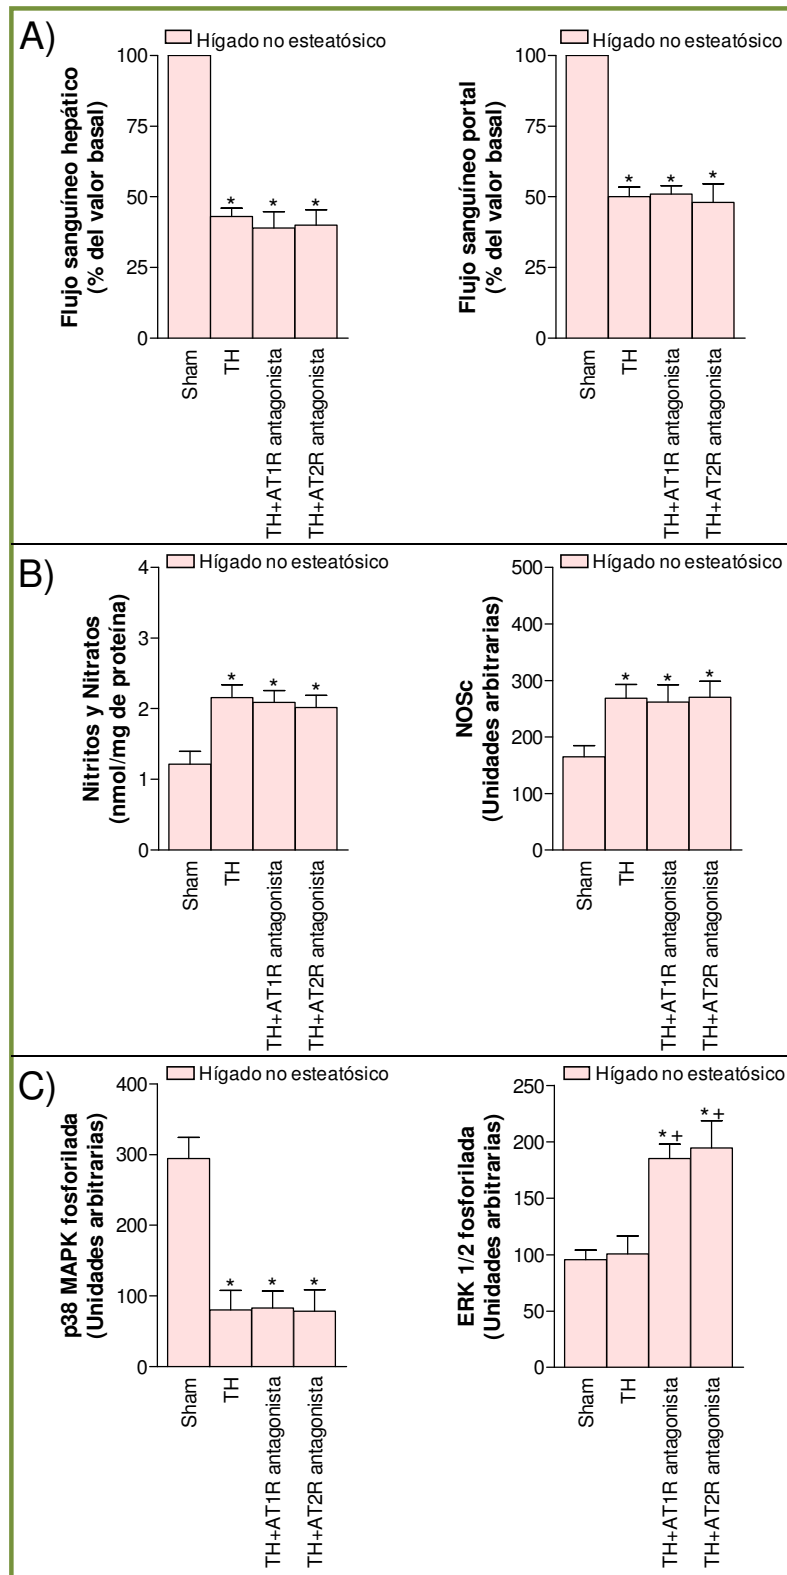 A)
Hígado no esteatósico
Flujo sanguíneo hepático
(% del valor basal)
100
75
50
25
0
*
*
*
Sham
TH
TH+AT1R antagonista
TH+AT2R antagonista
Hígado no esteatósico
Flujo sanguíneo portal
(% del valor basal)
100
75
50
25
0
*
*
*
Sham
TH
TH+AT1R antagonista
TH+AT2R antagonista
B)
Hígado no esteatósico
Nitritos y Nitratos
(nmol/mg de proteína)
4
3
2
1
0
*
*
*
Sham
TH
TH+AT1R antagonista
TH+AT2R antagonista
Hígado no esteatósico
NOSc
(Unidades arbitrarias)
500
400
300
200
100
0
*
*
*
Sham
TH
TH+AT1R antagonista
TH+AT2R antagonista
C)
Hígado no esteatósico
p38 MAPK fosforilada
(Unidades arbitrarias)
400
300
200
100
0
*
*
*
Sham
TH
TH+AT1R antagonista
TH+AT2R antagonista
Hígado no esteatósico
ERK 1/2 fosforilada
(Unidades arbitrarias)
250
200
150
100
50
0
*+
*+
Sham
TH
TH+AT1R antagonista
TH+AT2R antagonista